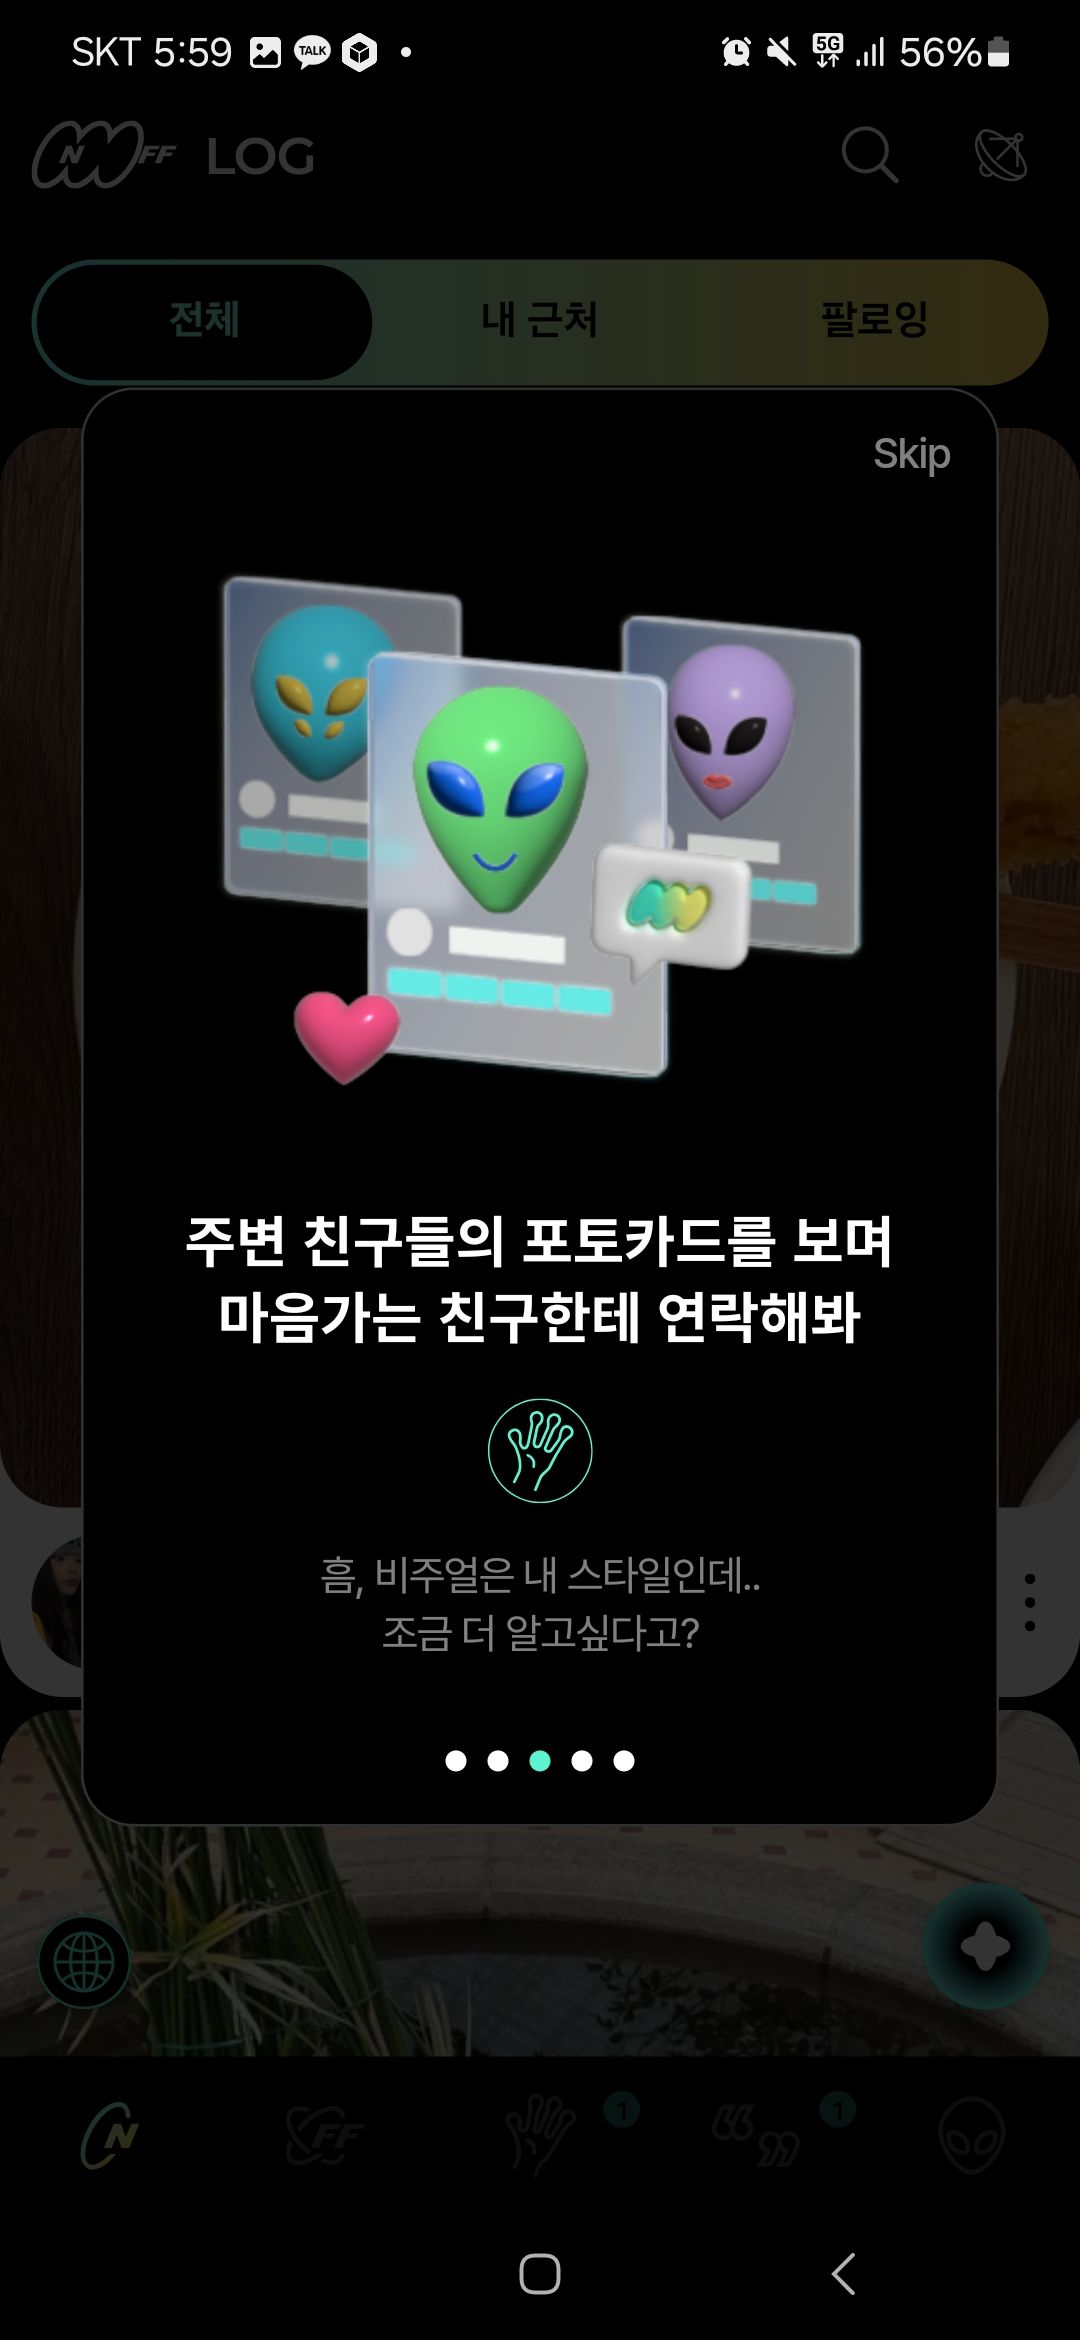 SKT 5:59 TALK 5G 56%
N FF LOG
전체 내 근처 팔로잉
Skip
주변 친구들의 포토카드를 보며
마음가는 친구한테 연락해봐
흠, 비주얼은 내 스타일인데..
조금 더 알고싶다고?
N FF 1 1